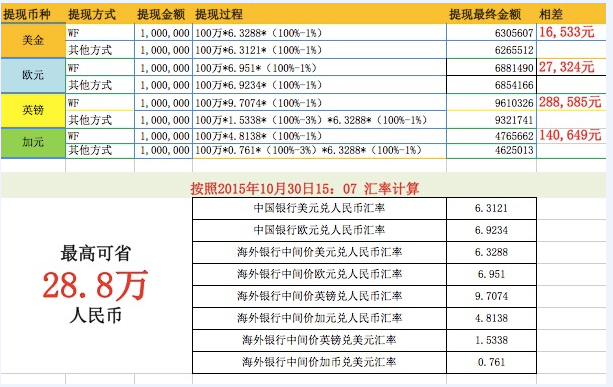 提现币种 提现方式 提现金额 提现过程 提现最终金额 相差
美金 WF 1,000,000 100万*6.3288*（100%-1%） 6305607 16,533元
其他方式 1,000,000 100万*6.3121*（100%-1%） 6265512
欧元 WF 1,000,000 100万*6.951*（100%-1%） 6881490 27,324元
其他方式 1,000,000 100万*6.9234*（100%-1%） 6854166
英镑 WF 1,000,000 100万*9.7074*（100%-1%） 9610326 288,585元
其他方式 1,000,000 100万*1.5338*（100%-3%）*6.3288*（100%-1%） 9321741
加元 WF 1,000,000 100万*4.8138*（100%-1%） 4765662 140,649元
其他方式 1,000,000 100万*0.761*（100%-3%）*6.3288*（100%-1%） 4625013
按照2015年10月30日15：07 汇率计算
最高可省
28.8万
人民币
中国银行美元兑人民币汇率 6.3121
中国银行欧元兑人民币汇率 6.9234
海外银行中间价美元兑人民币汇率 6.3288
海外银行中间价欧元兑人民币汇率 6.951
海外银行中间价英镑兑人民币汇率 9.7074
海外银行中间价加元兑人民币汇率 4.8138
海外银行中间价英镑兑美元汇率 1.5338
海外银行中间价加币兑美元汇率 0.761